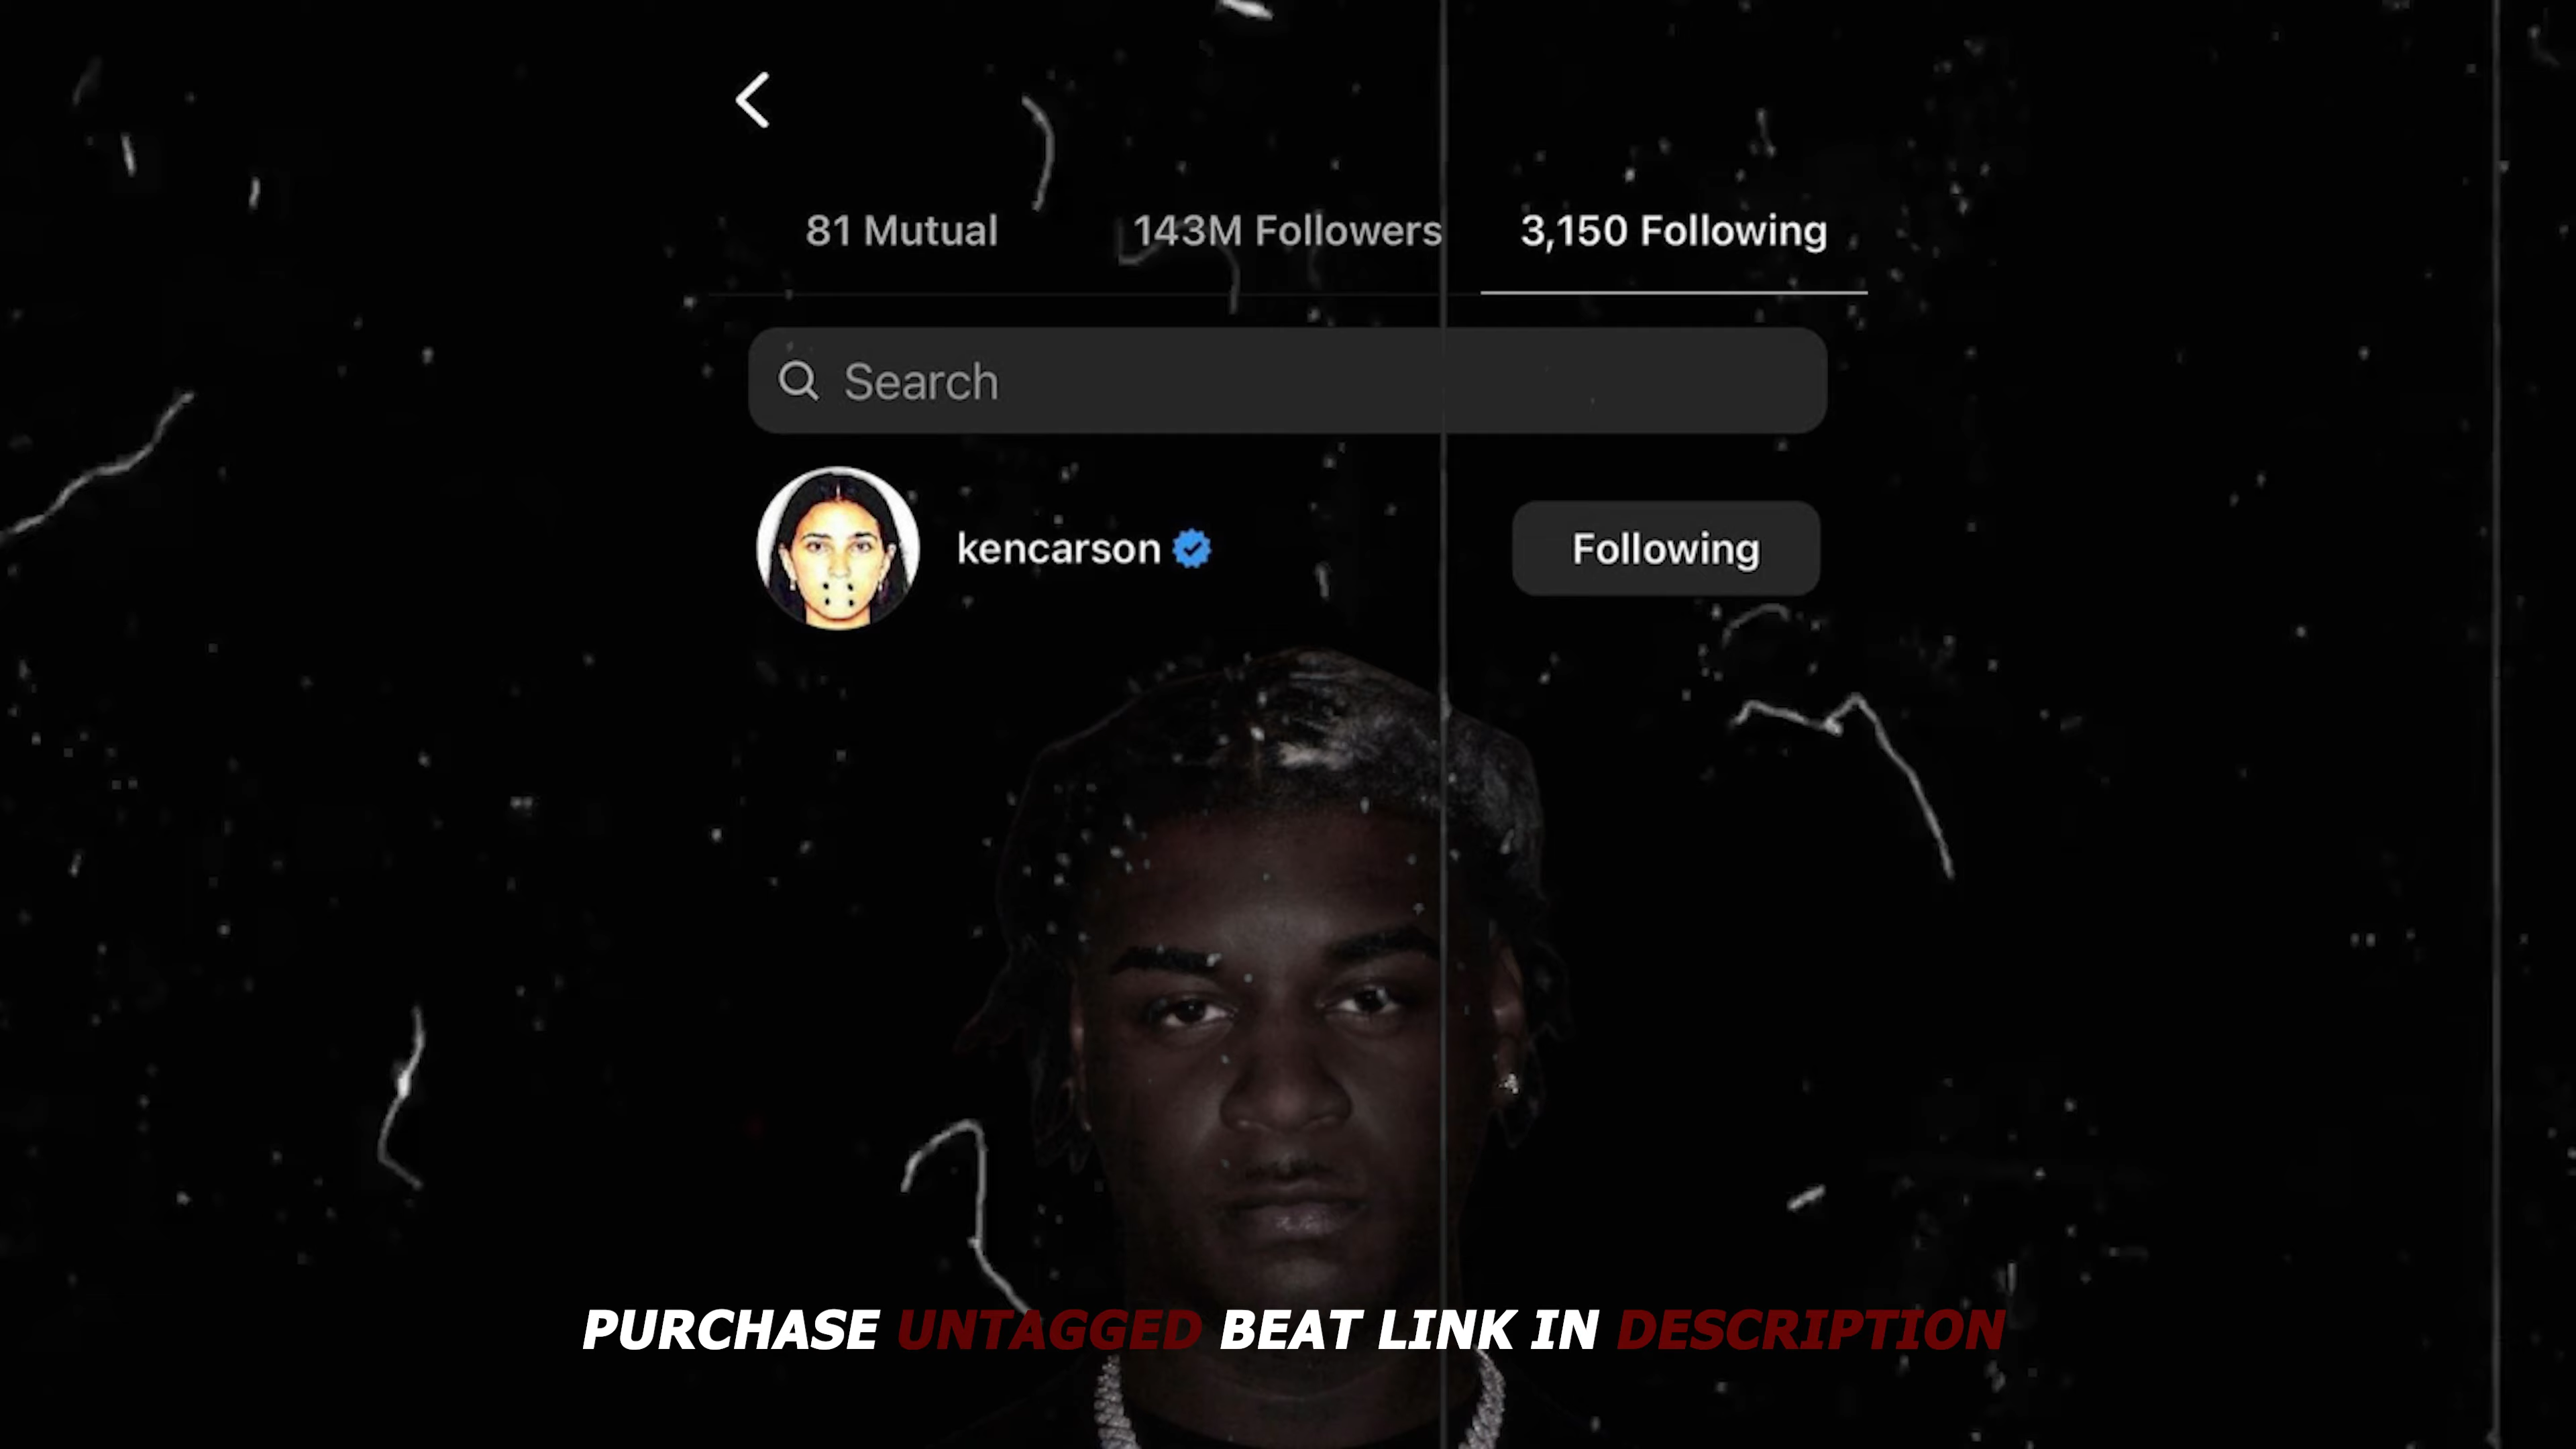 81 Mutual 143M Followers 3,150 Following
Search
kencarson Following
PURCHASE UNTAGGED BEAT LINK IN DESCRIPTION